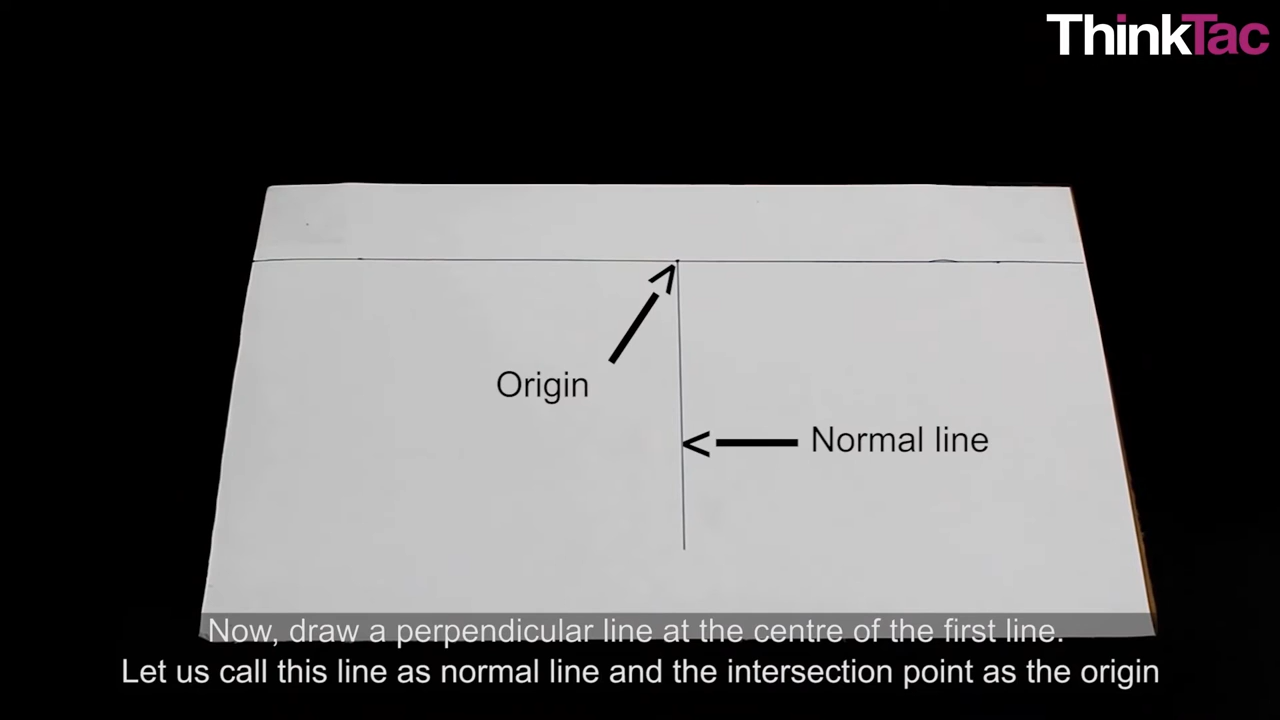 ThinkTac
Origin
Normal line
Now, draw a perpendicular line at the centre of the first line.
Let us call this line as normal line and the intersection point as the origin